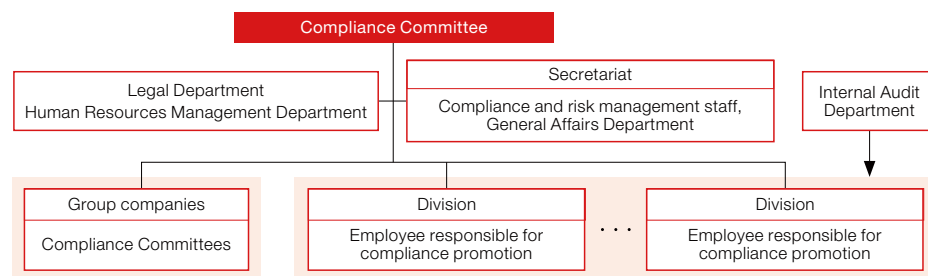 Compliance Committee
Legal Department
Human Resources Management Department
Secretariat
Compliance and risk management staff,
General Affairs Department
Internal Audit
Department
Group companies
Compliance Committees
Division
Employee responsible for
compliance promotion
...
Division
Employee responsible for
compliance promotion